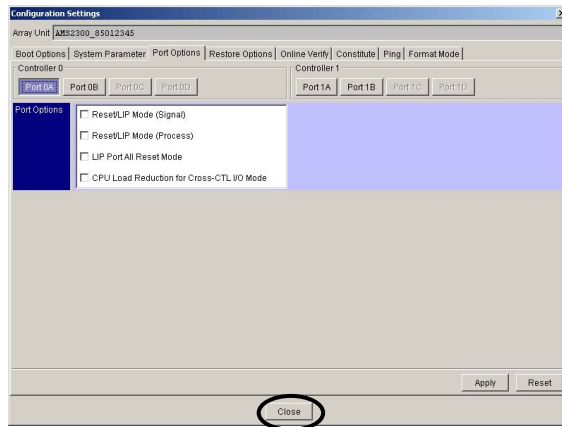 Configuration Settings
Array Unit AMS2300_85012345
Boot Options System Parameter Port Options Restore Options Online Verify Constitute Ping Format Mode
Controller 0 Controller 1
Port 0A Port 0B Port 0C Port 0D Port 1A Port 1B Port 1C Port 1D
Port Options
Reset/LIP Mode (Signal)
Reset/LIP Mode (Process)
LIP Port All Reset Mode
CPU Load Reduction for Cross-CTL I/O Mode
Apply Reset
Close